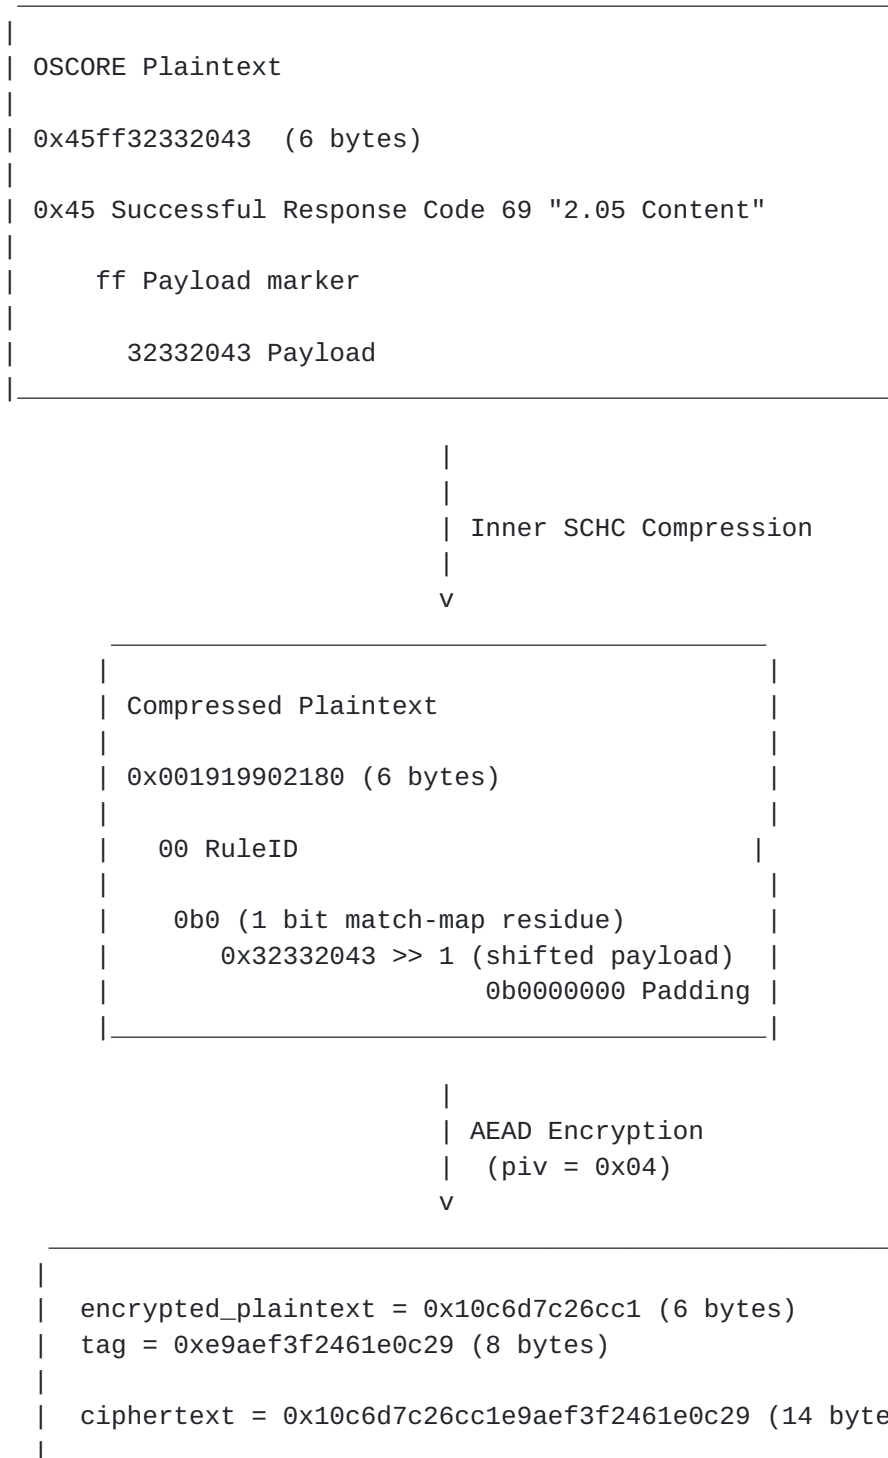 OSCORE Plaintext
0x45ff32332043  (6 bytes)
0x45 Successful Response Code 69 "2.05 Content"
ff Payload marker
32332043 Payload
Inner SCHC Compression
v
Compressed Plaintext
0x001919902180 (6 bytes)
00 RuleID
0b0 (1 bit match-map residue)
0x32332043 >> 1 (shifted payload)
0b0000000 Padding
AEAD Encryption
(piv = 0x04)
v
encrypted_plaintext = 0x10c6d7c26cc1 (6 bytes)
tag = 0xe9aef3f2461e0c29 (8 bytes)
ciphertext = 0x10c6d7c26cc1e9aef3f2461e0c29 (14 byte